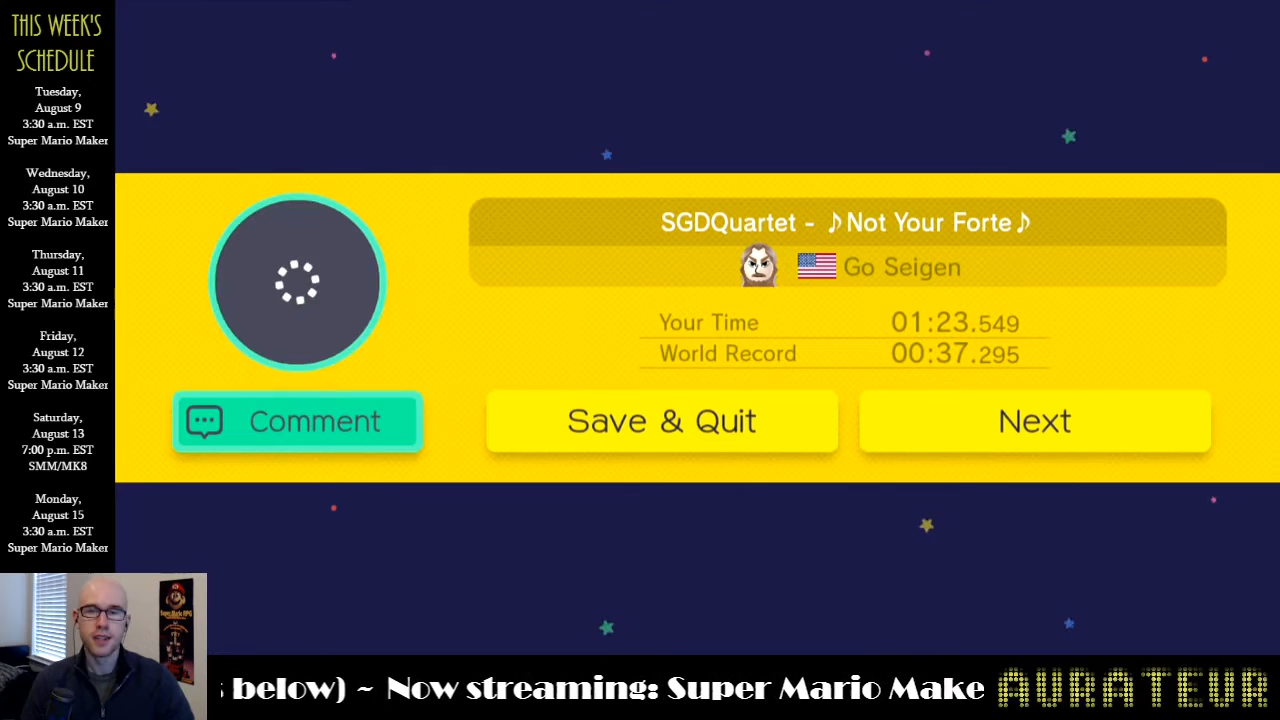 THIS WEEK'S
SCHEDULE
Tuesday,
August 9
3:30 a.m. EST
Super Mario Maker
Wednesday,
August 10
3:30 a.m. EST
Super Mario Maker
Thursday,
August 11
3:30 a.m. EST
Super Mario Maker
Friday,
August 12
3:30 a.m. EST
Super Mario Maker
Saturday,
August 13
7:00 p.m. EST
SMM/MK8
Monday,
August 15
3:30 a.m. EST
Super Mario Maker
SGDQuartet - ♪Not Your Forte♪
Go Seigen
Your Time 01:23.549
World Record 00:37.295
Comment
Save & Quit
Next
Super Mario RPG
below) ~ Now streaming: Super Mario Make
AURATEUR